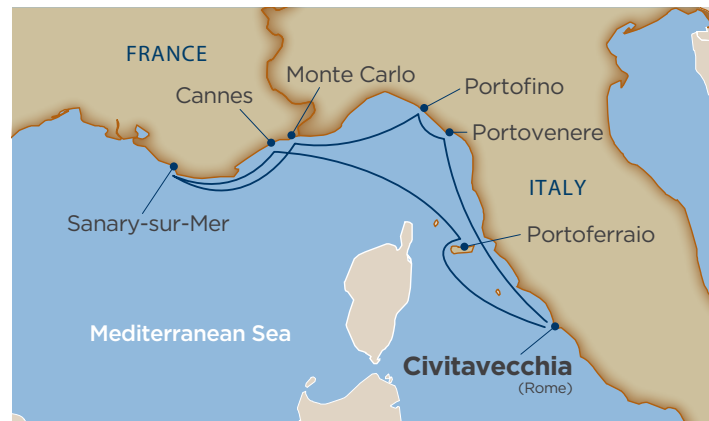 FRANCE
Monte Carlo
Cannes
Portofino
Portovenere
ITALY
Sanary-sur-Mer
Portoferraio
Mediterranean Sea
Civitavecchia
(Rome)